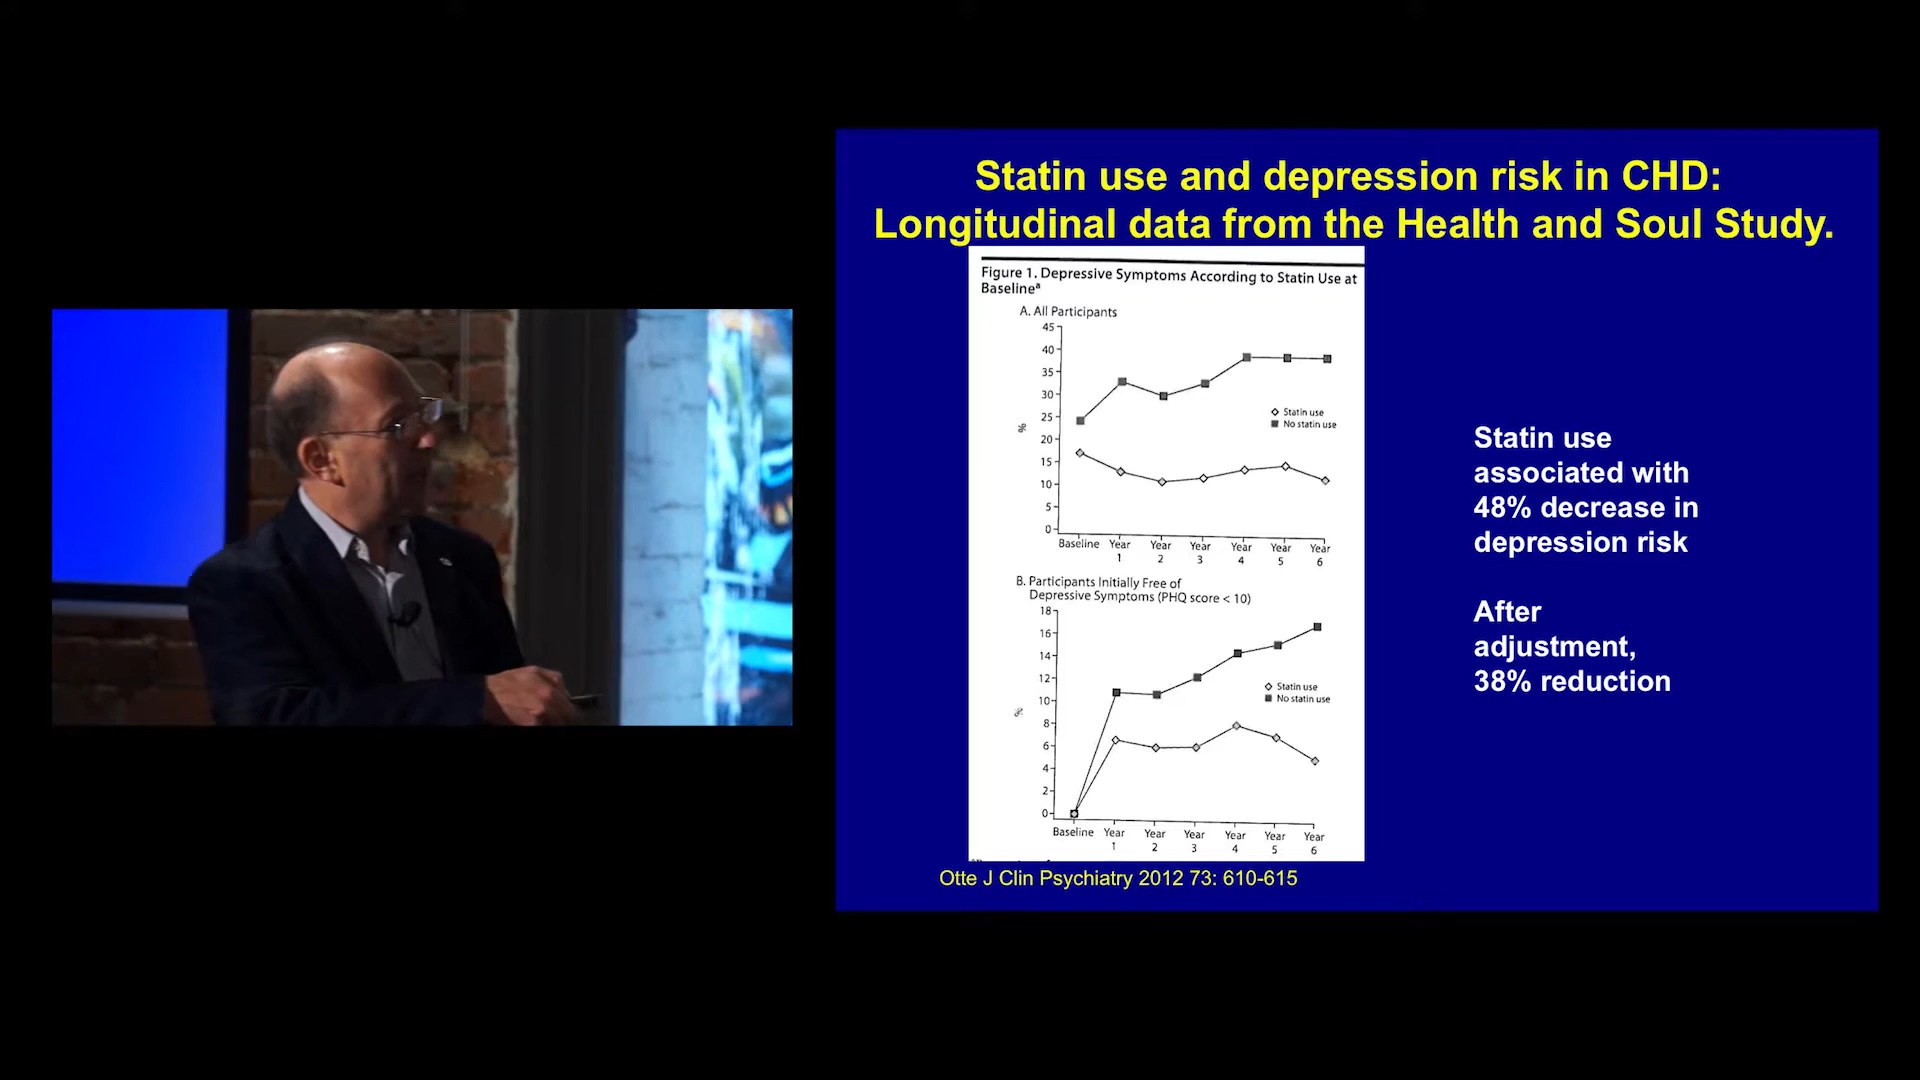 Statin use and depression risk in CHD:
Longitudinal data from the Health and Soul Study.
Figure 1. Depressive Symptoms According to Statin Use at
Baselineª
A. All Participants
45
40
35
30
25
20
15
10
5
0
%
Statin use
No statin use
Baseline Year Year Year Year Year Year
1 2 3 4 5 6
B. Participants Initially Free of
Depressive Symptoms (PHQ score < 10)
18
16
14
12
10
8
6
4
2
0
%
Statin use
No statin use
Baseline Year Year Year Year Year Year
1 2 3 4 5 6
Statin use
associated with
48% decrease in
depression risk
After
adjustment,
38% reduction
Otte J Clin Psychiatry 2012 73: 610-615